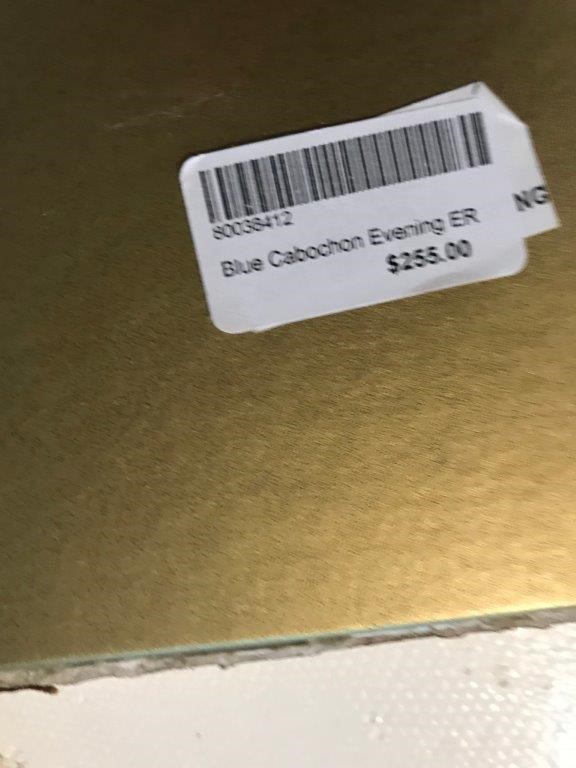 80038412
Blue Cabochon Evening ER
$255.00
NG